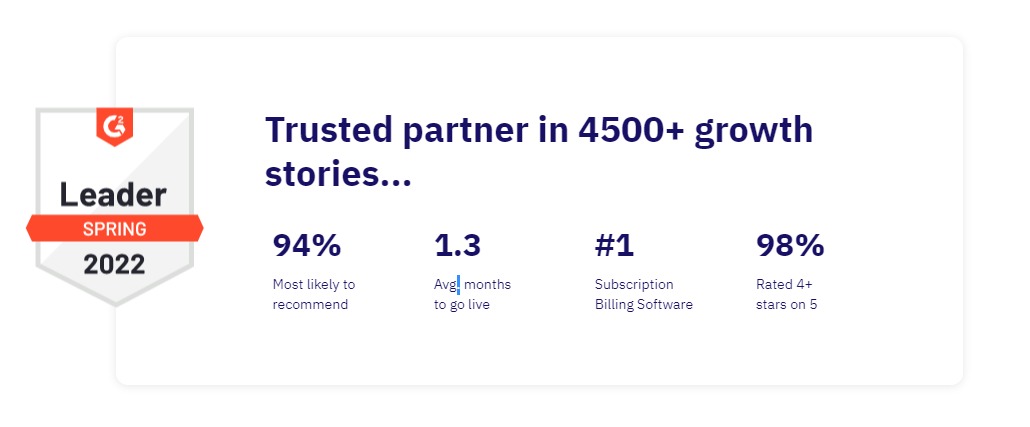 G2
Leader
SPRING
2022
Trusted partner in 4500+ growth
stories...
94%
Most likely to
recommend
1.3
Avg. months
to go live
#1
Subscription
Billing Software
98%
Rated 4+
stars on 5